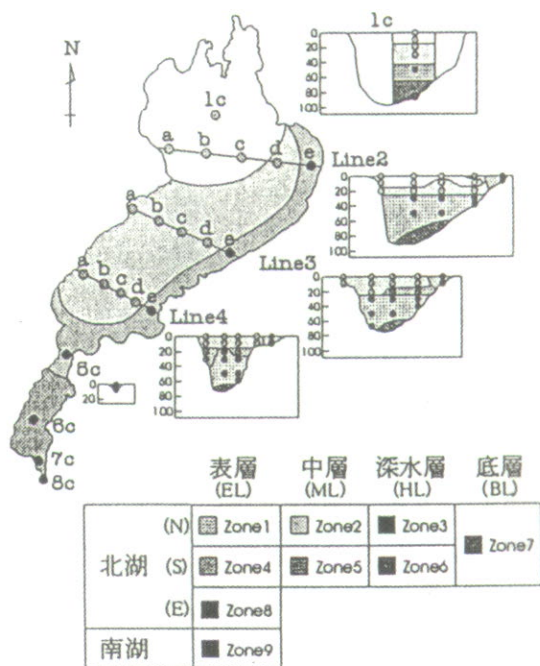 N
1c
0
20
40
60
80
100
1c
a
b
c
d
e
Line2
0
20
40
60
80
100
a
b
c
d
e
Line3
0
20
40
60
80
100
a
b
c
d
e
Line4
0
20
40
60
80
100
5c
0
20
6c
7c
8c
表層 中層 深水層 底層
(EL) (ML) (HL) (BL)
北湖 (N) Zone1 Zone2 Zone3 Zone7
(S) Zone4 Zone5 Zone6
(E) Zone8
南湖 Zone9